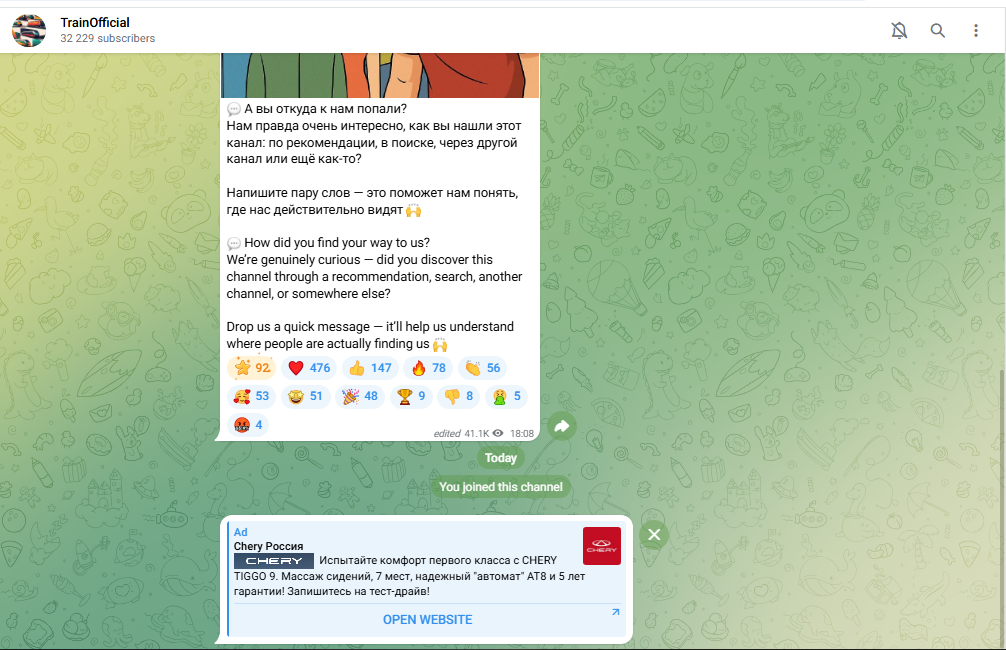 TrainOfficial
32 229 subscribers
💬 А вы откуда к нам попали?
Нам правда очень интересно, как вы нашли этот
канал: по рекомендации, в поиске, через другой
канал или ещё как-то?
Напишите пару слов — это поможет нам понять,
где нас действительно видят 🙌
💬 How did you find your way to us?
We’re genuinely curious — did you discover this
channel through a recommendation, search, another
channel, or somewhere else?
Drop us a quick message — it’ll help us understand
where people are actually finding us 🙌
92 476 147 78 56
53 51 48 9 8 5
4
edited 41.1K 18:08
Today
You joined this channel
Ad
Chery Россия
CHERY Испытайте комфорт первого класса с CHERY
TIGGO 9. Массаж сидений, 7 мест, надежный "автомат" АТ8 и 5 лет
гарантии! Запишитесь на тест-драйв!
CHERY
OPEN WEBSITE